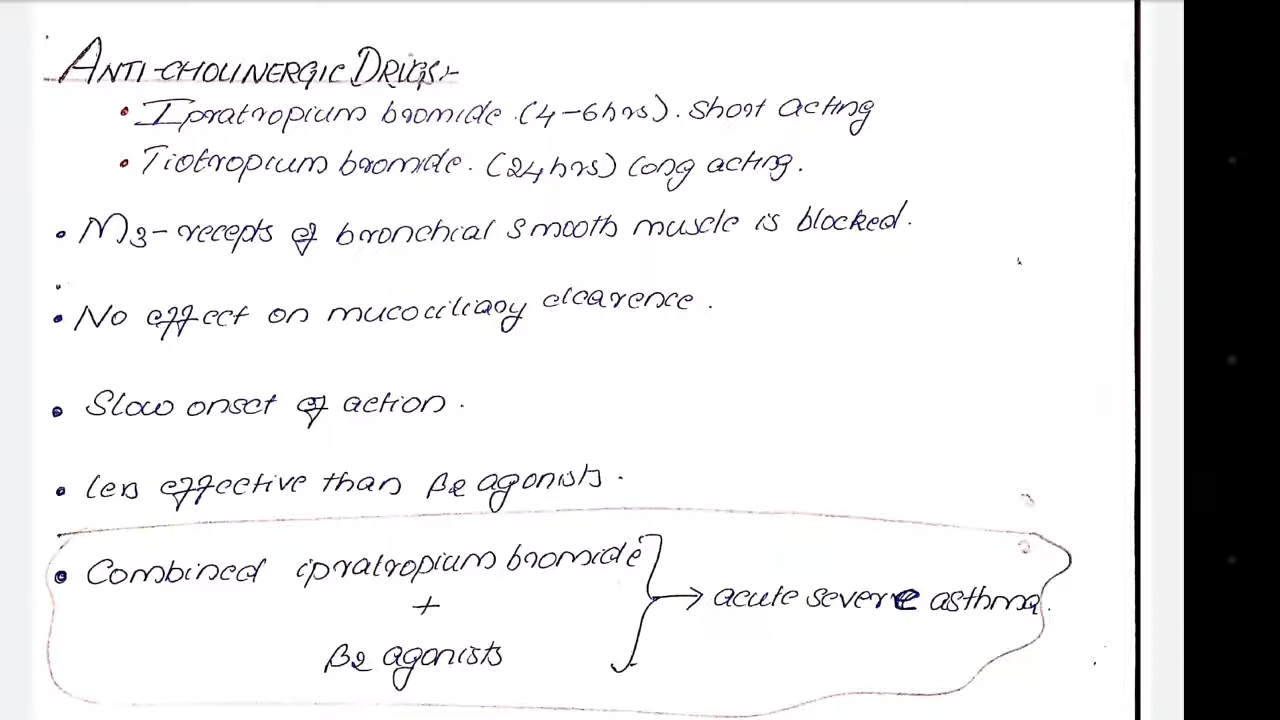 ANTI-CHOLINERGIC DRUGS:-
• Ipratropium bromide (4-6hrs). short acting
• Tiotropium bromide. (24hrs) long acting.
• M3-recepts of bronchial smooth muscle is blocked.
• No effect on mucociliary clearence.
• Slow onset of action.
• less effective than β2 agonists.
• Combined ipratropium bromide
+
β2 agonists
→ acute severe asthma.